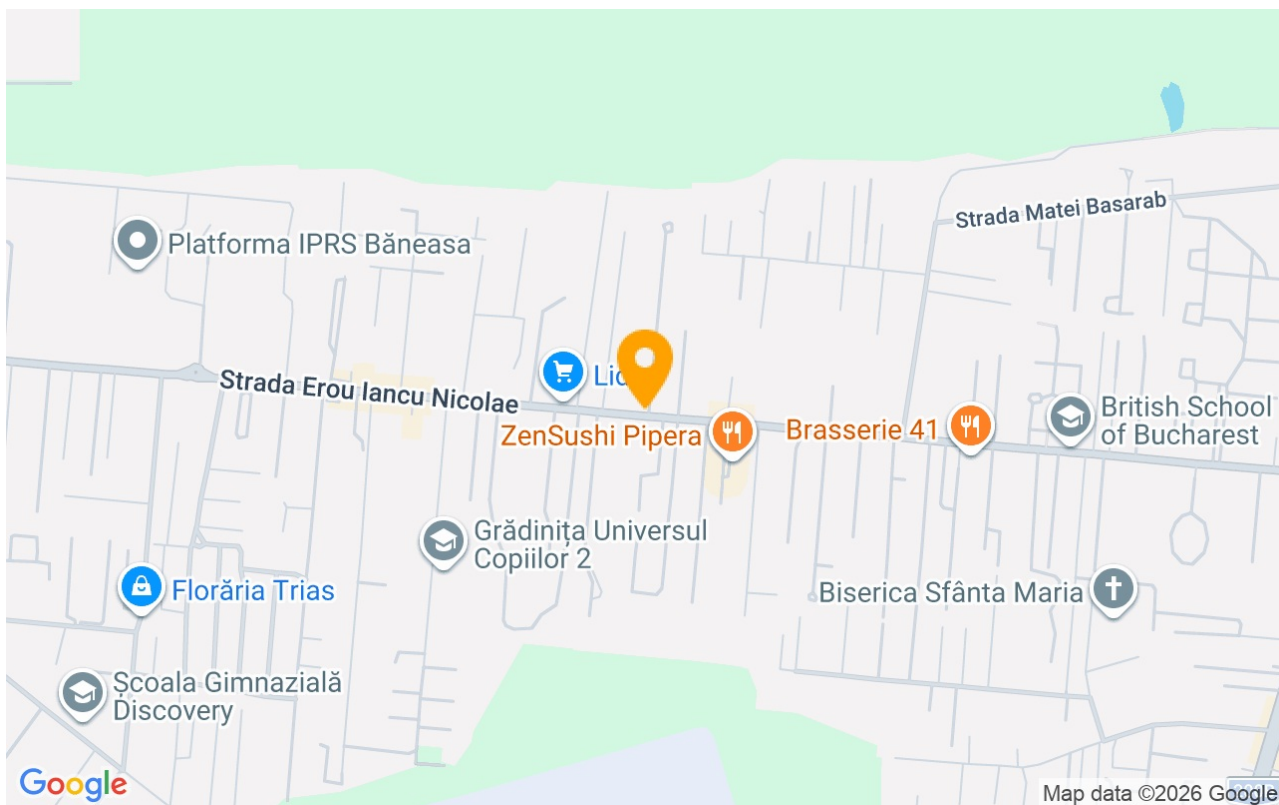 Strada Matei Basarab
Platforma IPRS Băneasa
Strada Erou Iancu Nicolae
ZenSushi Pipera
Brasserie 41
British School
of Bucharest
Grădinița Universul
Copiilor 2
Florăria Trias
Biserica Sfânta Maria
Școala Gimnazială
Discovery
Google
Map data ©2026 Google